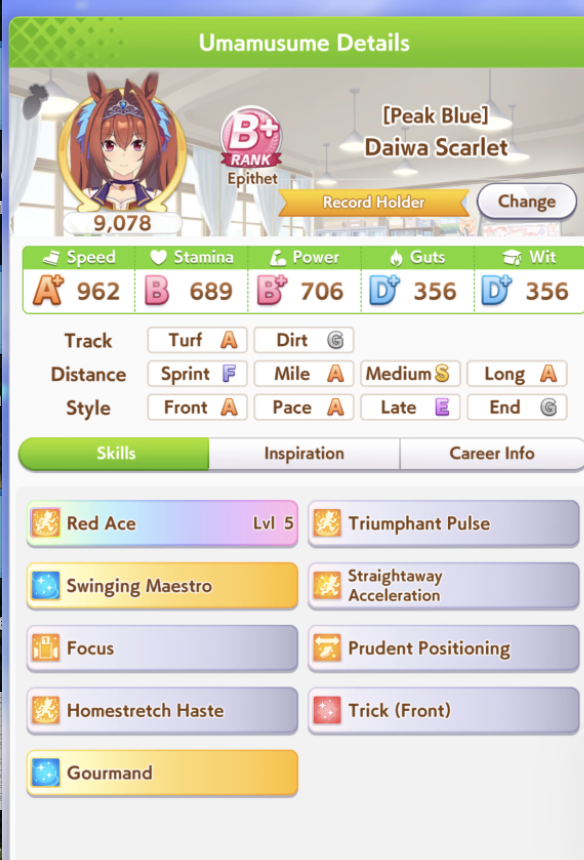 Umamusume Details
B+
RANK
Epithet
[Peak Blue]
Daiwa Scarlet
Record Holder
Change
9,078
Speed Stamina Power Guts Wit
A+ 962 B 689 B+ 706 D+ 356 D+ 356
Track Turf A Dirt G
Distance Sprint F Mile A Medium S Long A
Style Front A Pace A Late E End G
Skills Inspiration Career Info
Red Ace Lvl 5
Triumphant Pulse
Swinging Maestro
Straightaway
Acceleration
Focus
Prudent Positioning
Homestretch Haste
Trick (Front)
Gourmand